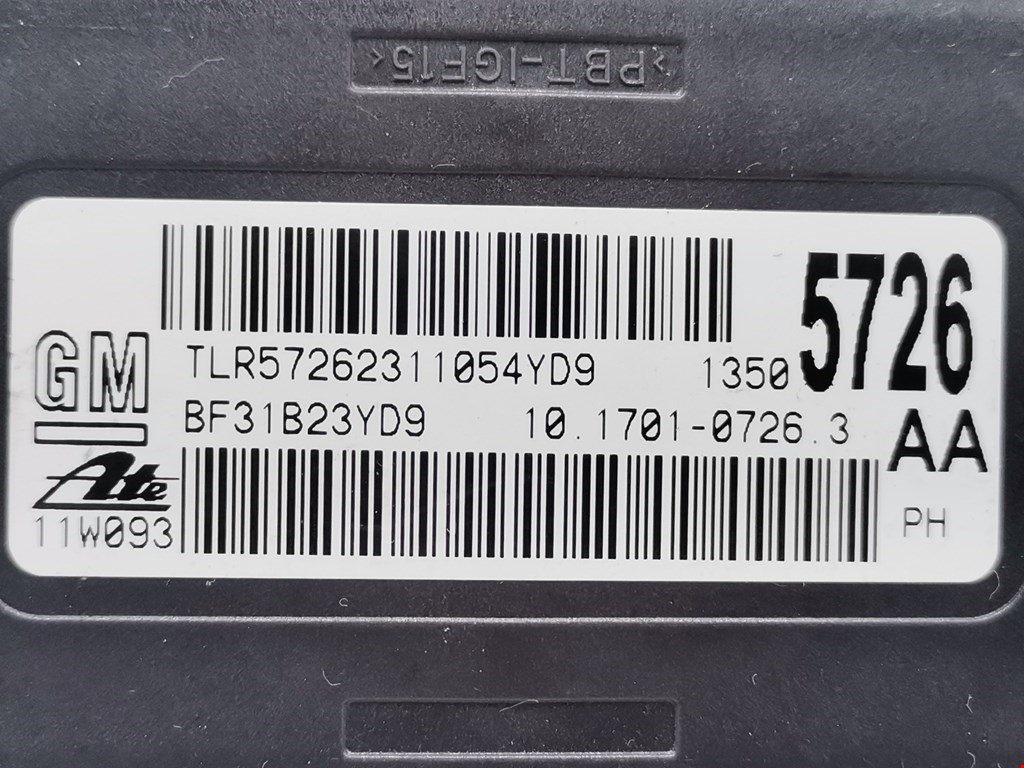 >PBT-IGF15<
GM
TLR57262311054YD9
1350 5726
BF31B23YD9
10.1701-0726.3
AA
Ate
11W093
PH